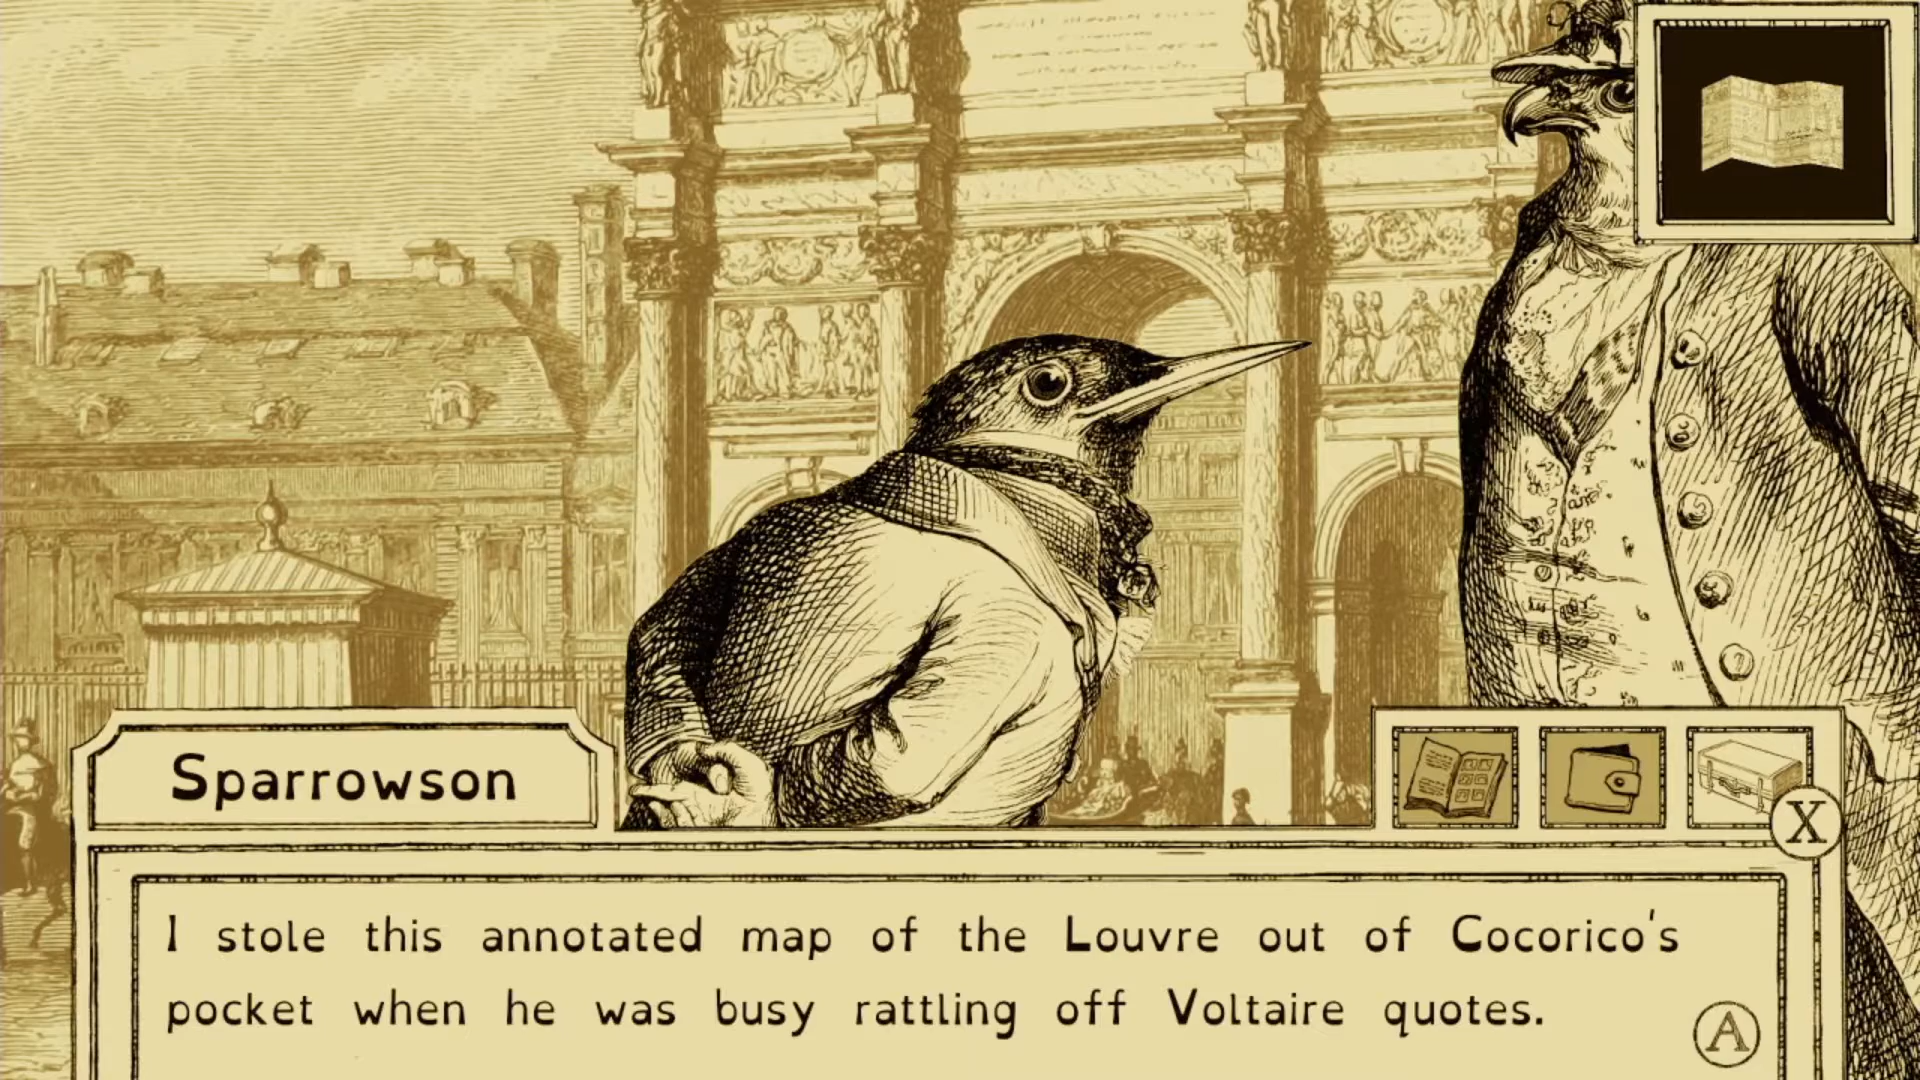 Sparrowson
X
I stole this annotated map of the Louvre out of Cocorico's
pocket when he was busy rattling off Voltaire quotes.
A